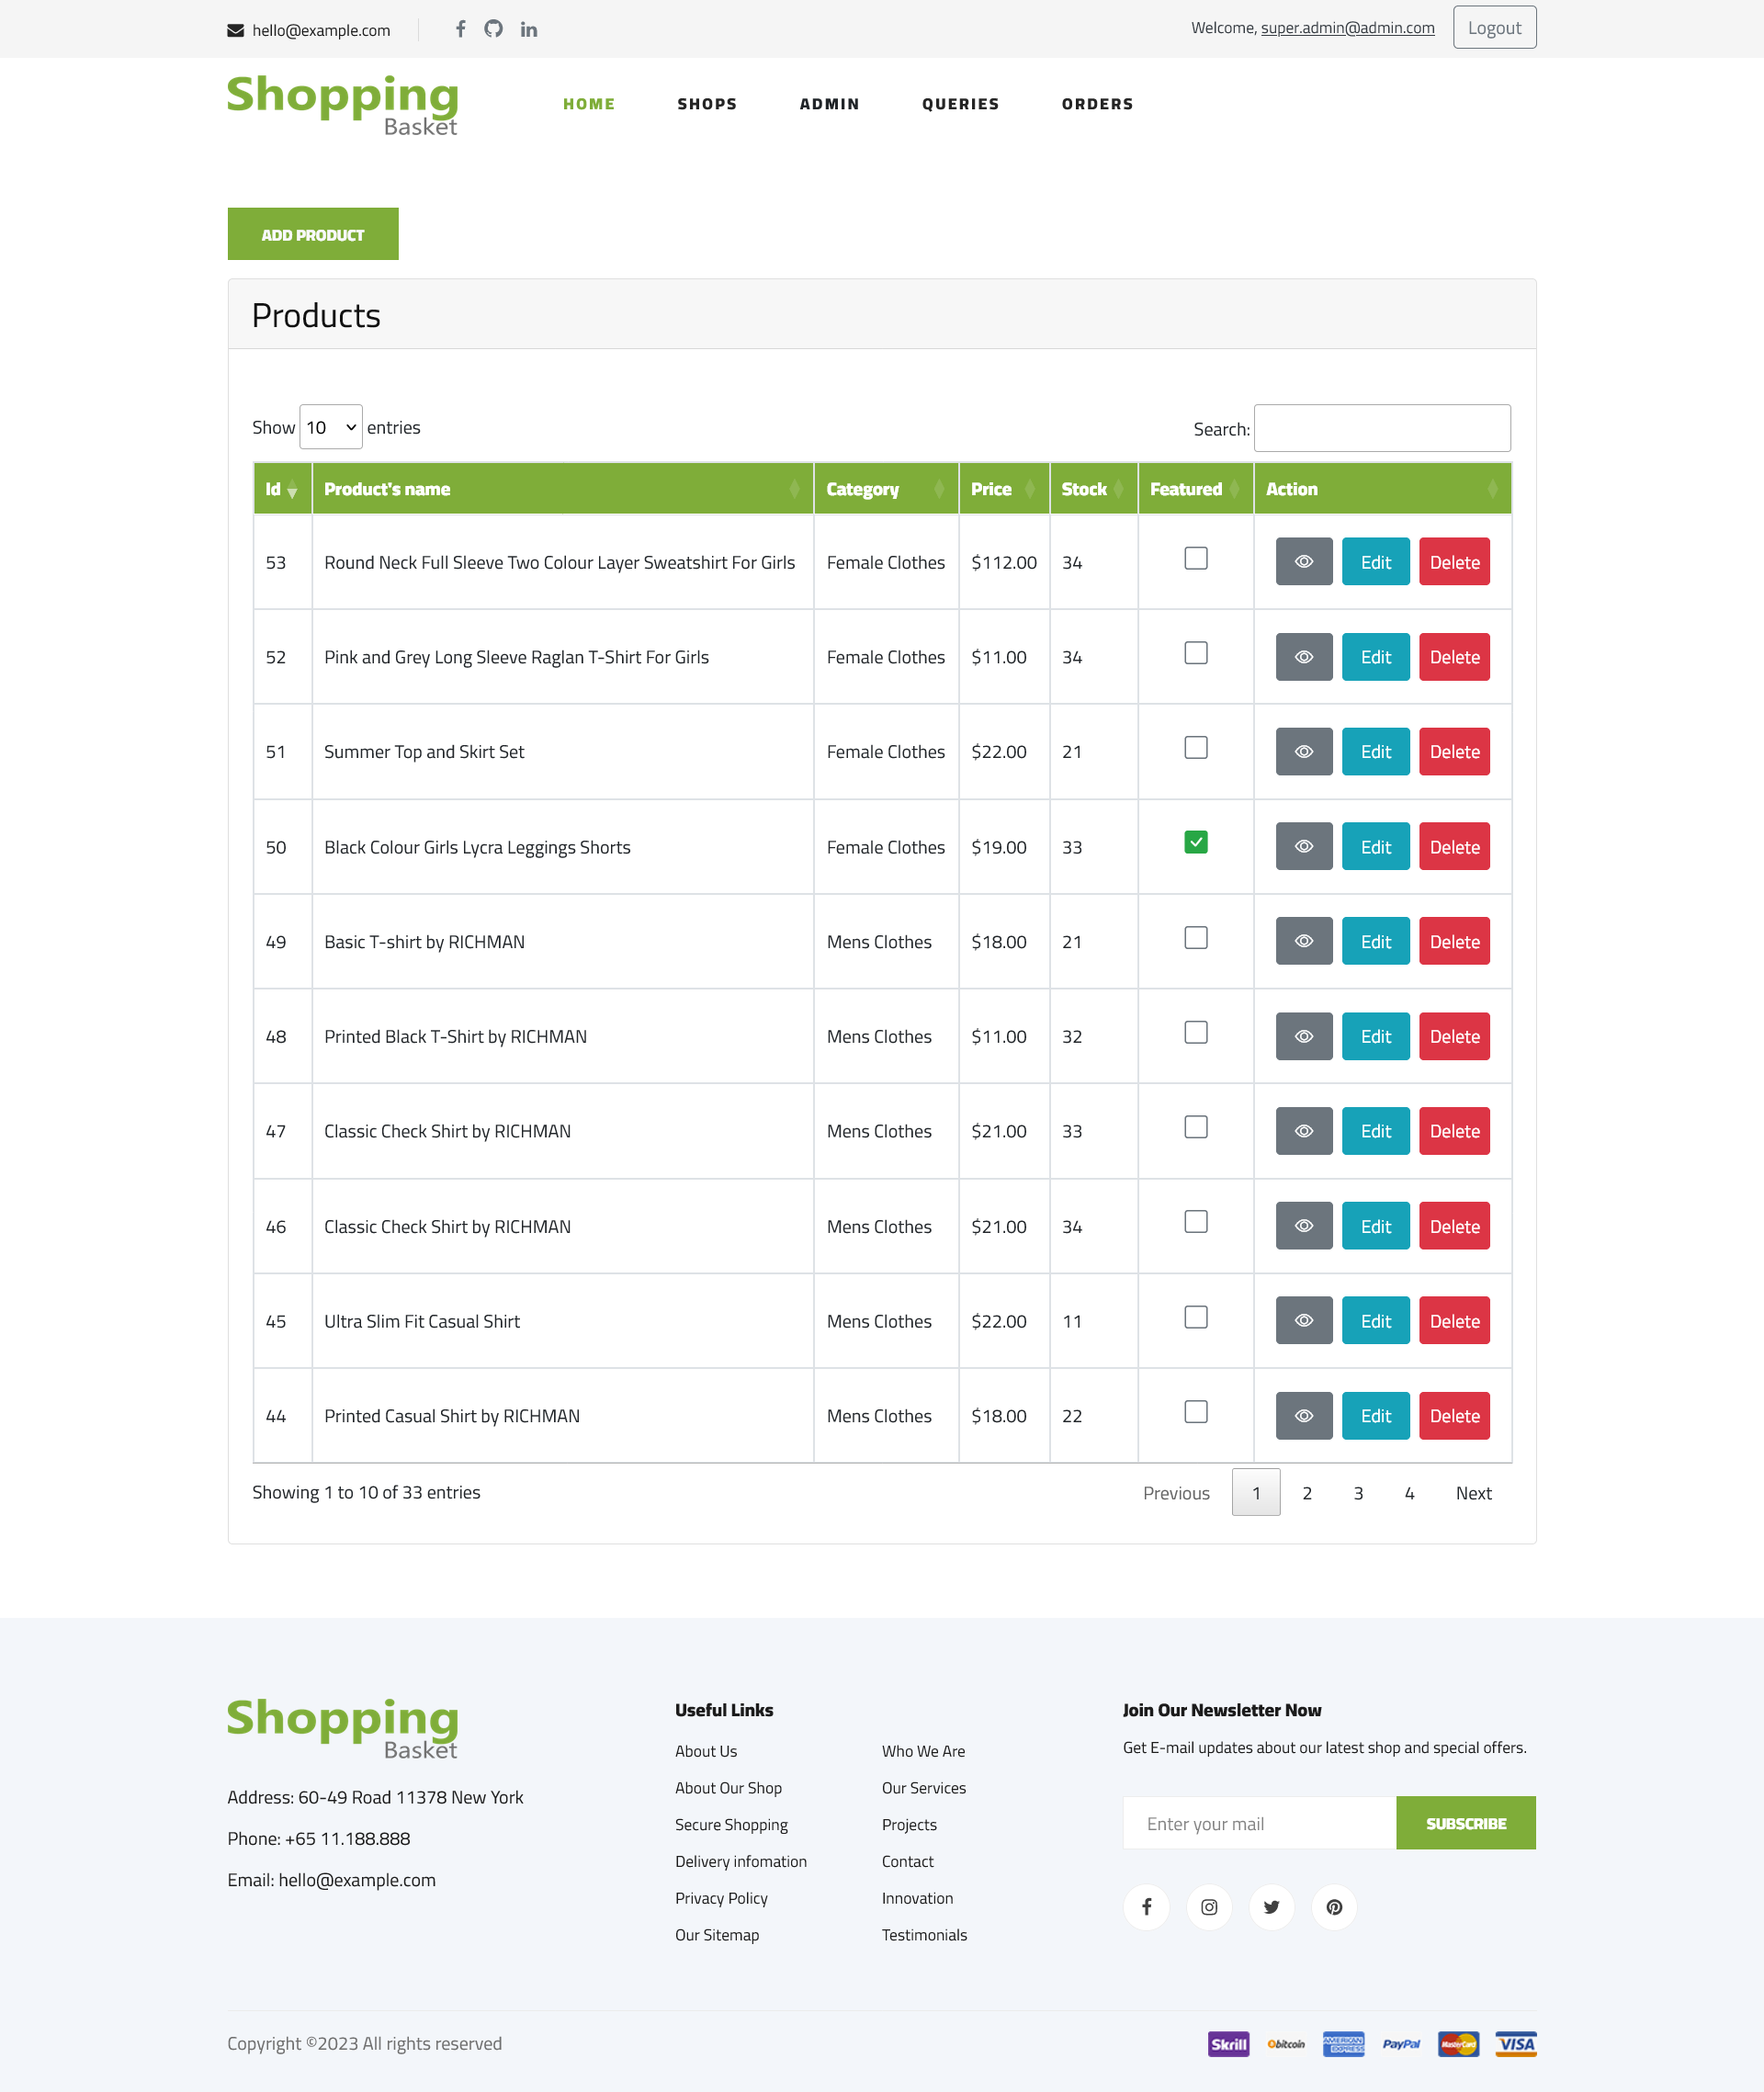 hello@example.com
Welcome, super.admin@admin.com Logout
Shopping
Basket
HOME SHOPS ADMIN QUERIES ORDERS
ADD PRODUCT
Products
Show 10 entries Search:
Id Product's name Category Price Stock Featured Action
53 Round Neck Full Sleeve Two Colour Layer Sweatshirt For Girls Female Clothes $112.00 34 Edit Delete
52 Pink and Grey Long Sleeve Raglan T-Shirt For Girls Female Clothes $11.00 34 Edit Delete
51 Summer Top and Skirt Set Female Clothes $22.00 21 Edit Delete
50 Black Colour Girls Lycra Leggings Shorts Female Clothes $19.00 33 Edit Delete
49 Basic T-shirt by RICHMAN Mens Clothes $18.00 21 Edit Delete
48 Printed Black T-Shirt by RICHMAN Mens Clothes $11.00 32 Edit Delete
47 Classic Check Shirt by RICHMAN Mens Clothes $21.00 33 Edit Delete
46 Classic Check Shirt by RICHMAN Mens Clothes $21.00 34 Edit Delete
45 Ultra Slim Fit Casual Shirt Mens Clothes $22.00 11 Edit Delete
44 Printed Casual Shirt by RICHMAN Mens Clothes $18.00 22 Edit Delete
Showing 1 to 10 of 33 entries Previous 1 2 3 4 Next
Shopping
Basket
Address: 60-49 Road 11378 New York
Phone: +65 11.188.888
Email: hello@example.com
Useful Links
About Us
About Our Shop
Secure Shopping
Delivery infomation
Privacy Policy
Our Sitemap
Who We Are
Our Services
Projects
Contact
Innovation
Testimonials
Join Our Newsletter Now
Get E-mail updates about our latest shop and special offers.
Enter your mail SUBSCRIBE
Copyright ©2023 All rights reserved
Skrill bitcoin AMERICAN EXPRESS PayPal MasterCard VISA